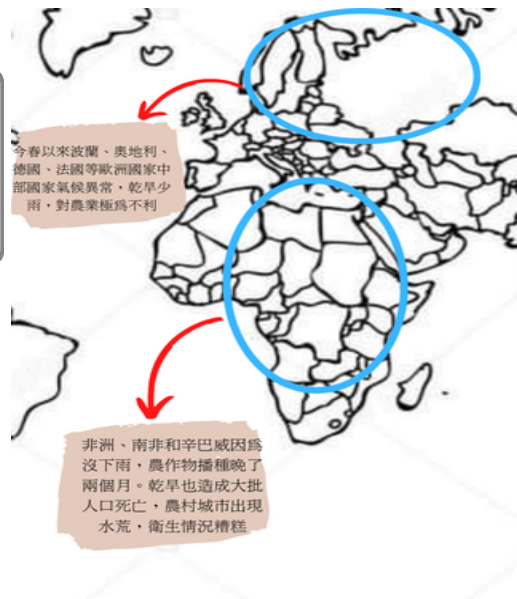 今春以來波蘭、奧地利、
德國、法國等歐洲國家中
部國家氣候異常，乾旱少
雨，對農業極為不利
非洲、南非和辛巴威因為
沒下雨，農作物播種晚了
兩個月。乾旱也造成大批
人口死亡，農村城市出現
水荒，衛生情況糟糕